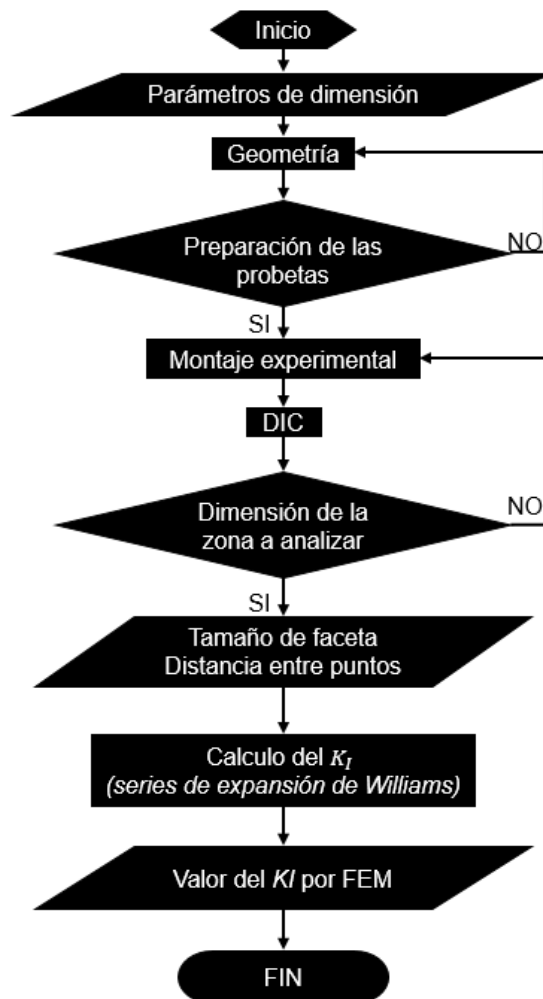 Inicio
Parámetros de dimensión
Geometría
Preparación de las
probetas
NO
SI
Montaje experimental
DIC
Dimensión de la
zona a analizar
NO
SI
Tamaño de faceta
Distancia entre puntos
Calculo del K_I
(series de expansión de Williams)
Valor del KI por FEM
FIN